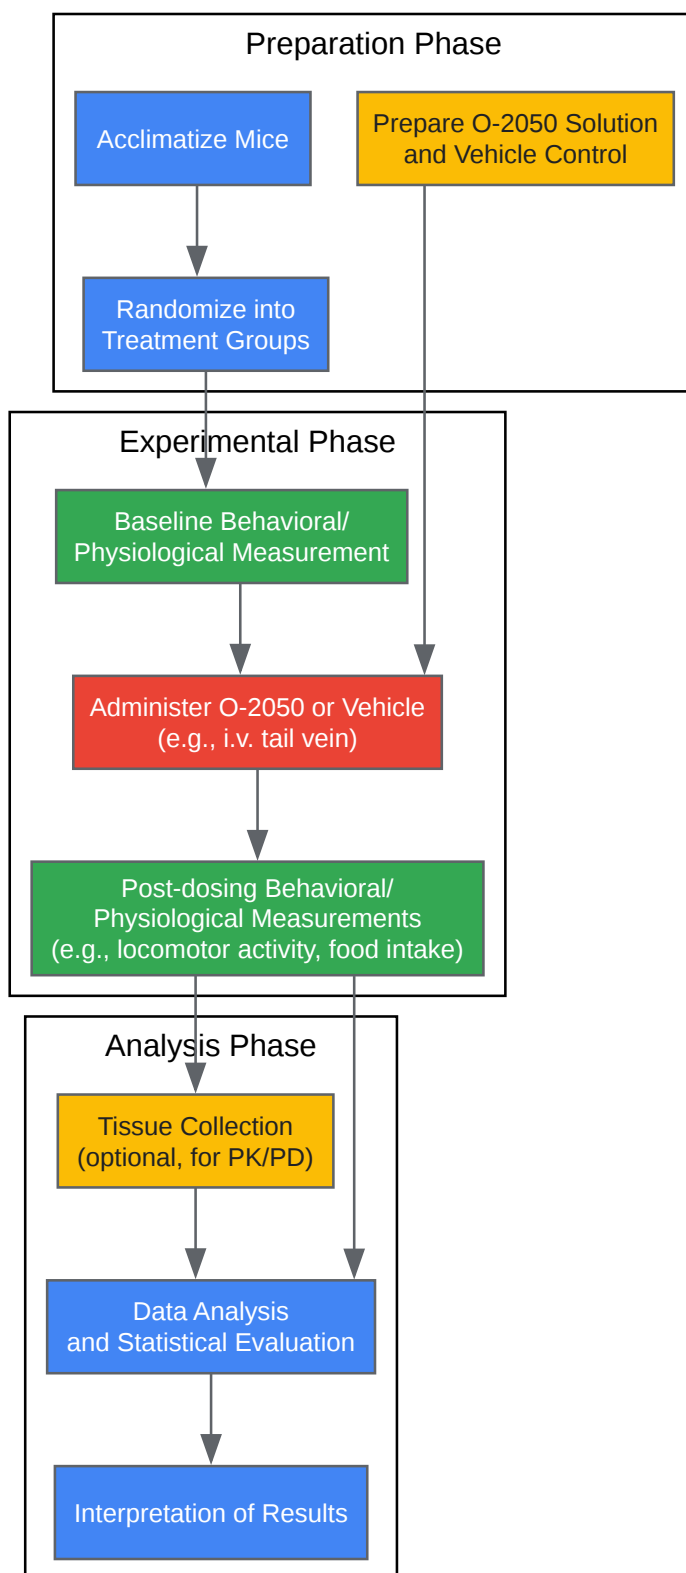 Preparation Phase
Acclimatize Mice
Prepare O-2050 Solution
and Vehicle Control
Randomize into
Treatment Groups
Experimental Phase
Baseline Behavioral/
Physiological Measurement
Administer O-2050 or Vehicle
(e.g., i.v. tail vein)
Post-dosing Behavioral/
Physiological Measurements
(e.g., locomotor activity, food intake)
Analysis Phase
Tissue Collection
(optional, for PK/PD)
Data Analysis
and Statistical Evaluation
Interpretation of Results